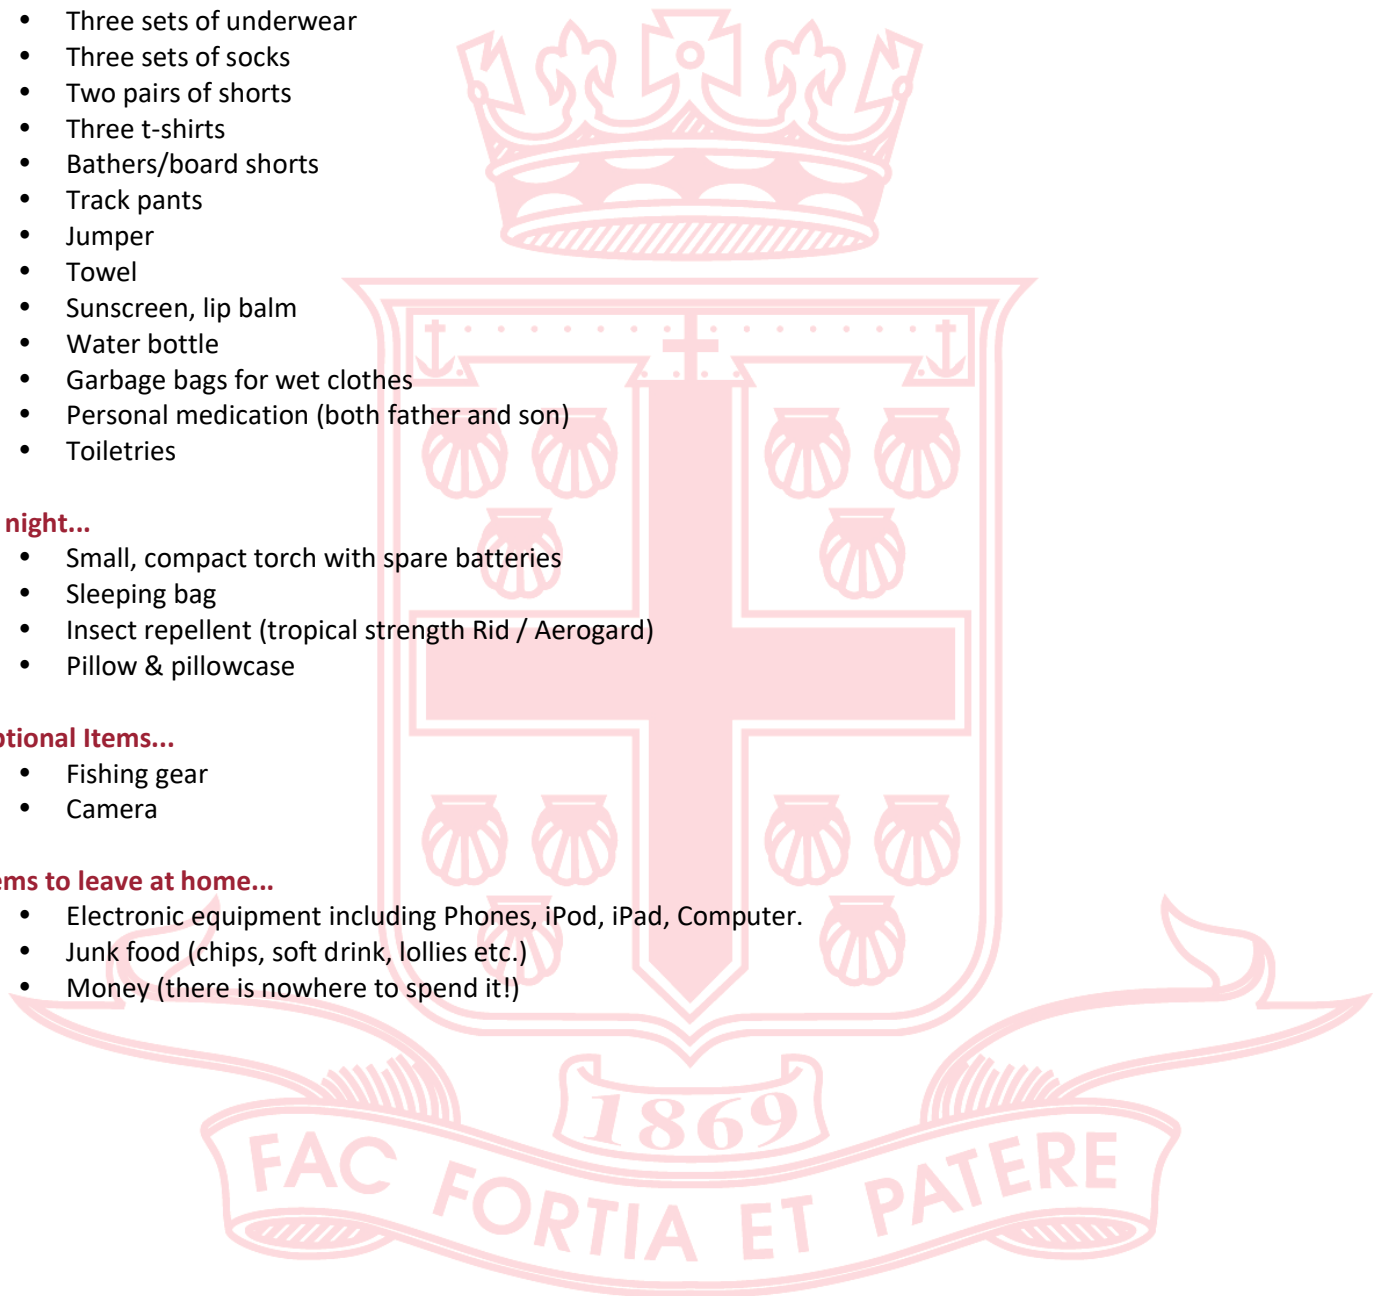 • Three sets of underwear
• Three sets of socks
• Two pairs of shorts
• Three t-shirts
• Bathers/board shorts
• Track pants
• Jumper
• Towel
• Sunscreen, lip balm
• Water bottle
• Garbage bags for wet clothes
• Personal medication (both father and son)
• Toiletries
night...
• Small, compact torch with spare batteries
• Sleeping bag
• Insect repellent (tropical strength Rid / Aerogard)
• Pillow & pillowcase
ptional Items...
• Fishing gear
• Camera
ems to leave at home...
• Electronic equipment including Phones, iPod, iPad, Computer.
• Junk food (chips, soft drink, lollies etc.)
• Money (there is nowhere to spend it!)
1869
FAC FORTIA ET PATERE